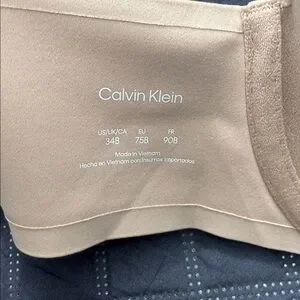 Calvin Klein
US/UK/CA EU FR
34B 75B 90B
Made in Vietnam
Hecho en Vietnam con Insumos Importados